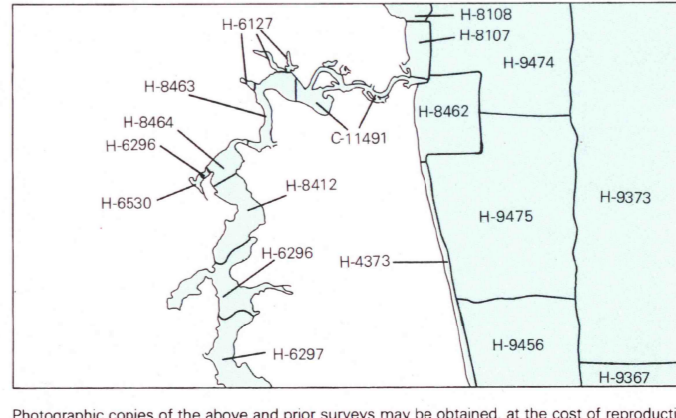 H-6127
H-8108
H-8107
H-9474
H-8463
H-8462
H-8464
C-11491
H-6296
H-6530
H-8412
H-9475
H-9373
H-6296
H-4373
H-9456
H-6297
H-9367
Photographic copies of the above and prior surveys may be obtained, at the cost of reproducti